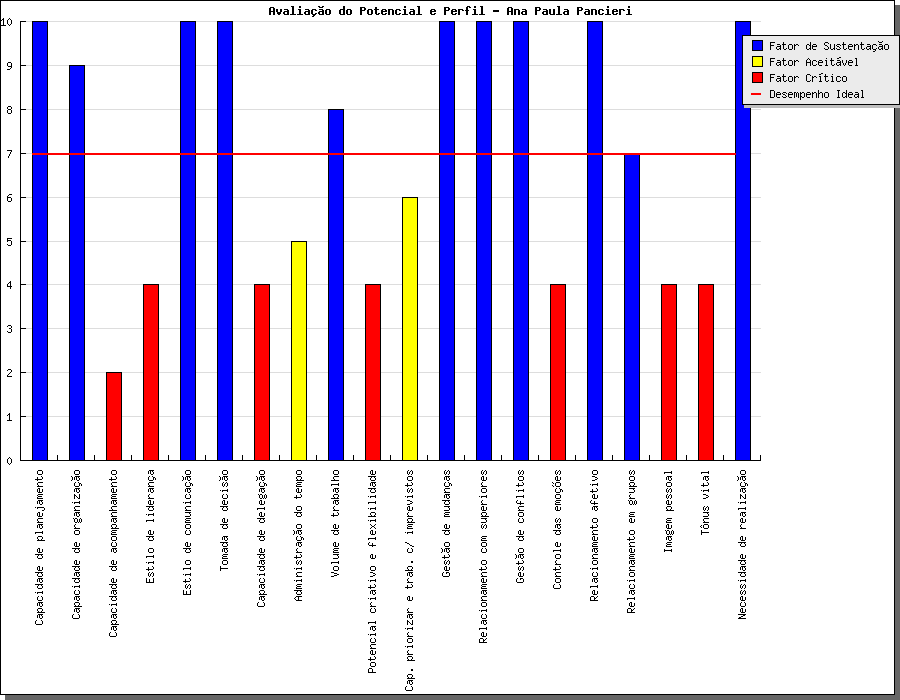 Avaliação do Potencial e Perfil - Ana Paula Pancieri
Fator de Sustentação
Fator Aceitável
Fator Crítico
Desempenho Ideal
10
9
8
7
6
5
4
3
2
1
0
Capacidade de planejamento
Capacidade de organização
Capacidade de acompanhamento
Estilo de liderança
Estilo de comunicação
Tomada de decisão
Capacidade de delegação
Administração do tempo
Volume de trabalho
Potencial criativo e flexibilidade
Cap. priorizar e trab. c/ imprevistos
Gestão de mudanças
Relacionamento com superiores
Gestão de conflitos
Controle das emoções
Relacionamento afetivo
Relacionamento em grupos
Imagem pessoal
Tônus vital
Necessidade de realização